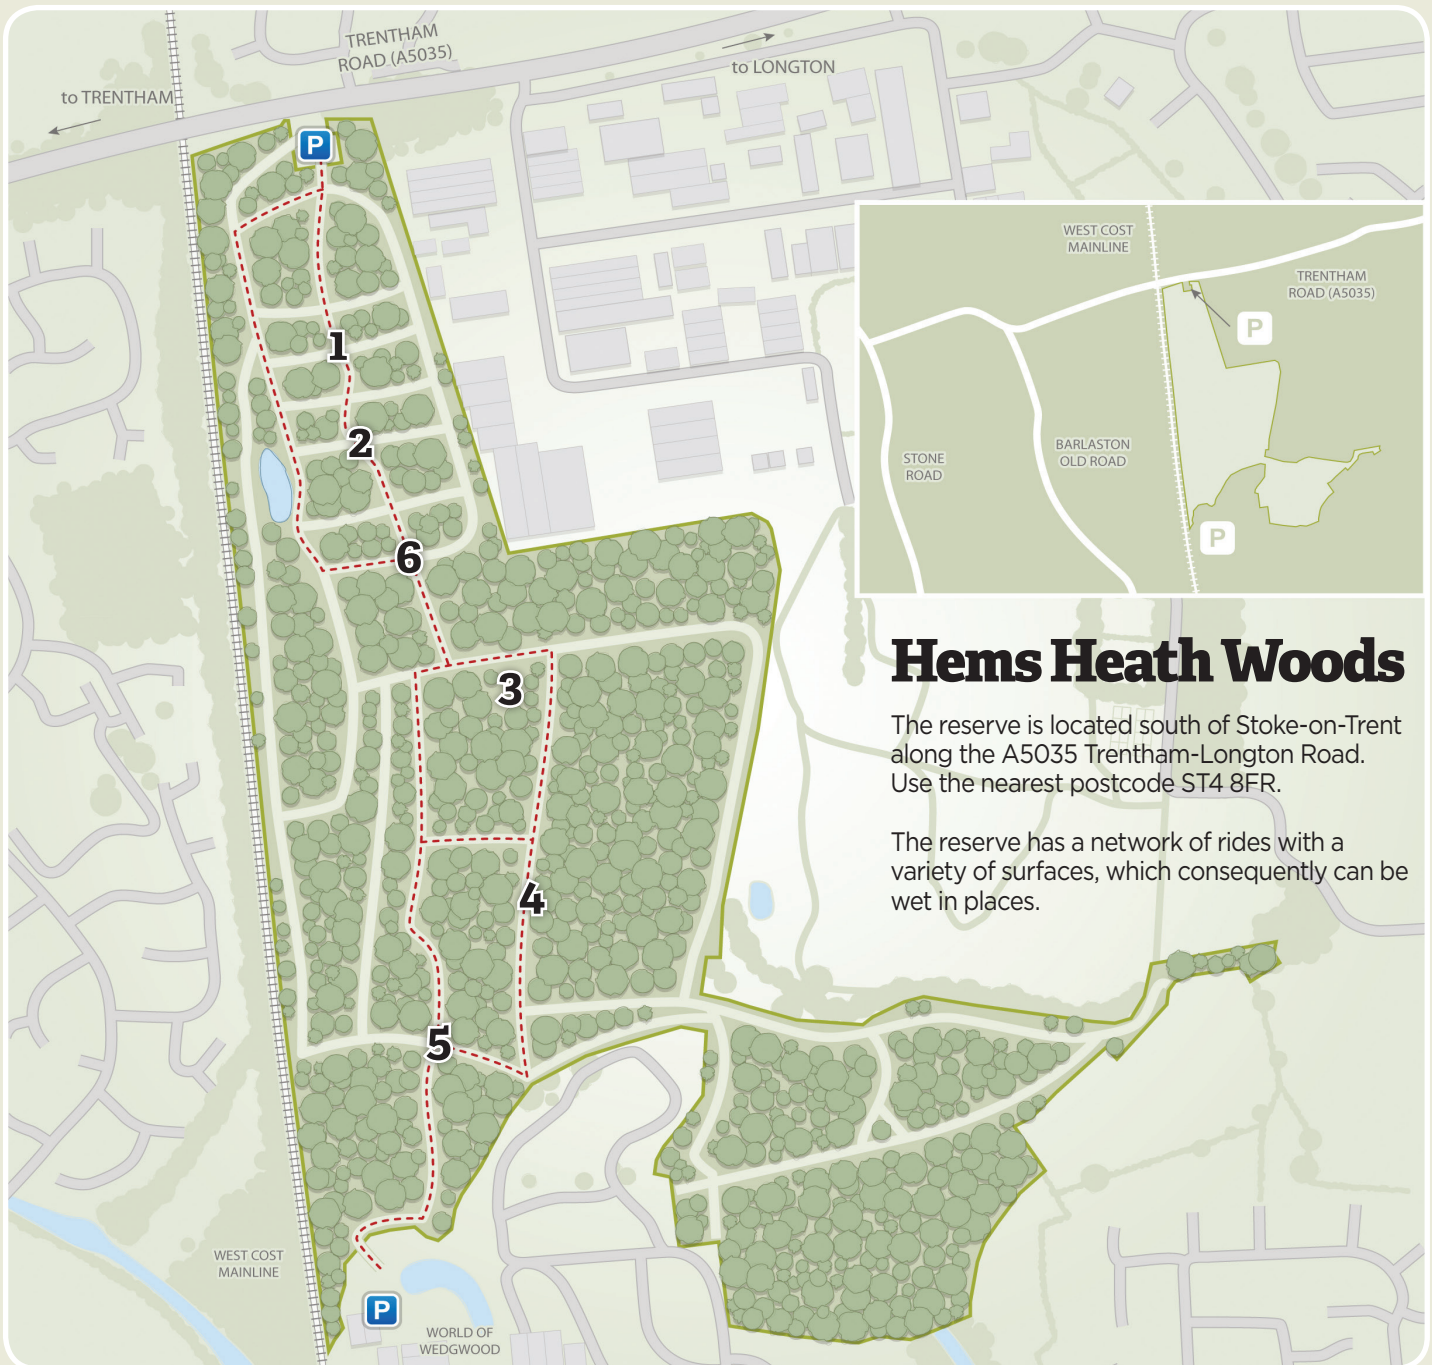 TRENTHAM
ROAD (A5035)
to LONGTON
to TRENTHAM
P
WEST COST
MAINLINE
TRENTHAM
ROAD (A5035)
P
1
2
BARLASTON
OLD ROAD
STONE
ROAD
P
6
Hems Heath Woods
3
The reserve is located south of Stoke-on-Trent
along the A5035 Trentham-Longton Road.
Use the nearest postcode ST4 8FR.
The reserve has a network of rides with a
variety of surfaces, which consequently can be
wet in places.
4
5
WEST COST
MAINLINE
P
WORLD OF
WEDGWOOD